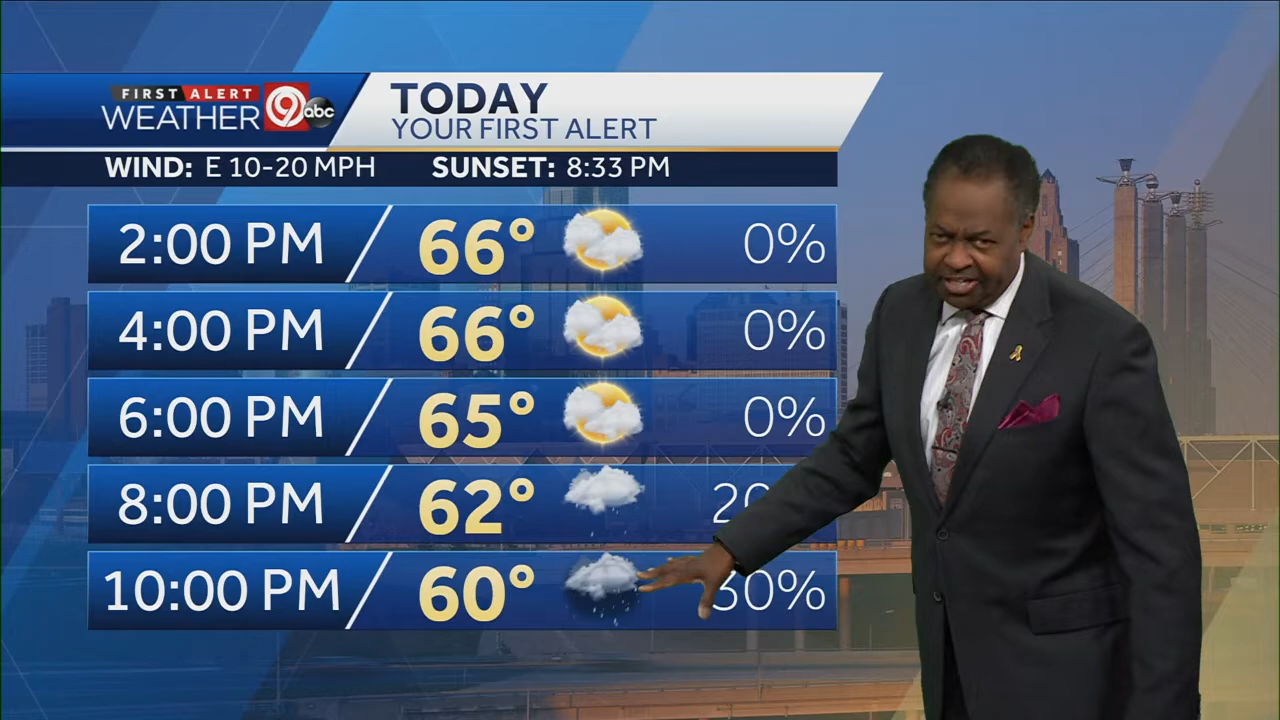 FIRST ALERT
WEATHER 9 abc
TODAY
YOUR FIRST ALERT
WIND: E 10-20 MPH SUNSET: 8:33 PM
2:00 PM 66° 0%
4:00 PM 66° 0%
6:00 PM 65° 0%
8:00 PM 62°
10:00 PM 60°